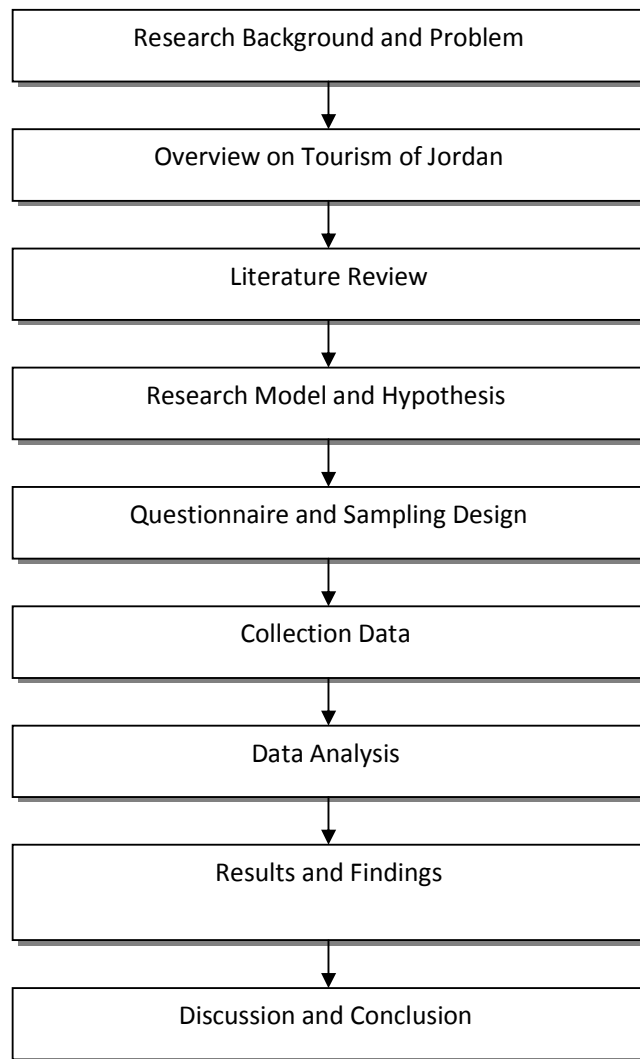 Research Background and Problem
Overview on Tourism of Jordan
Literature Review
Research Model and Hypothesis
Questionnaire and Sampling Design
Collection Data
Data Analysis
Results and Findings
Discussion and Conclusion